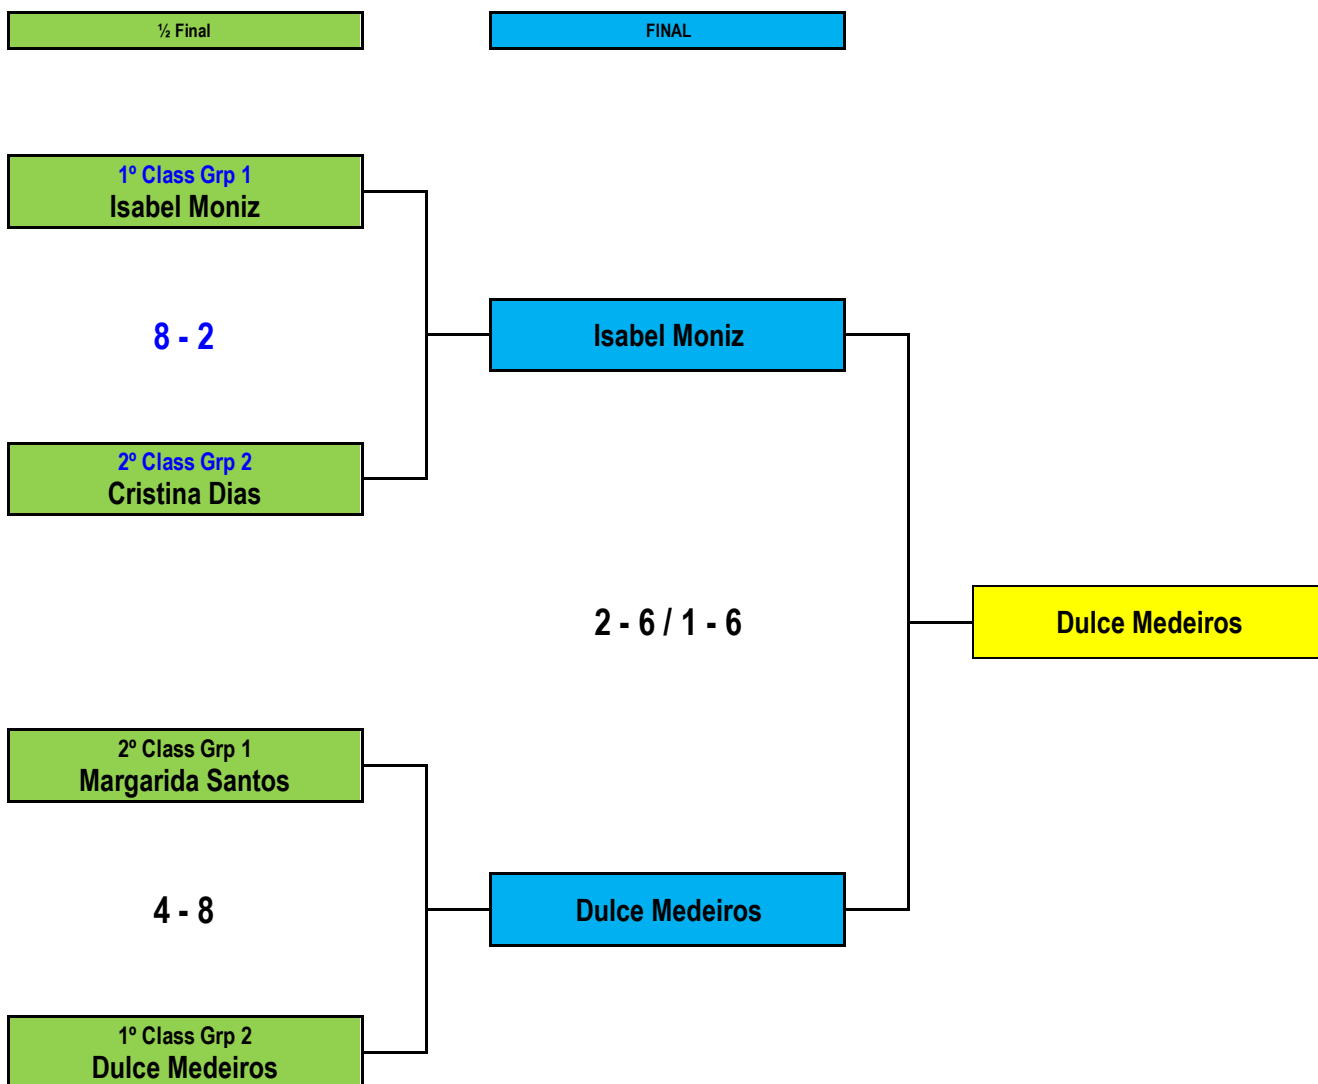 ½ Final
FINAL
1º Class Grp 1
Isabel Moniz
8 - 2
Isabel Moniz
2º Class Grp 2
Cristina Dias
2 - 6 / 1 - 6
Dulce Medeiros
2º Class Grp 1
Margarida Santos
4 - 8
Dulce Medeiros
1º Class Grp 2
Dulce Medeiros